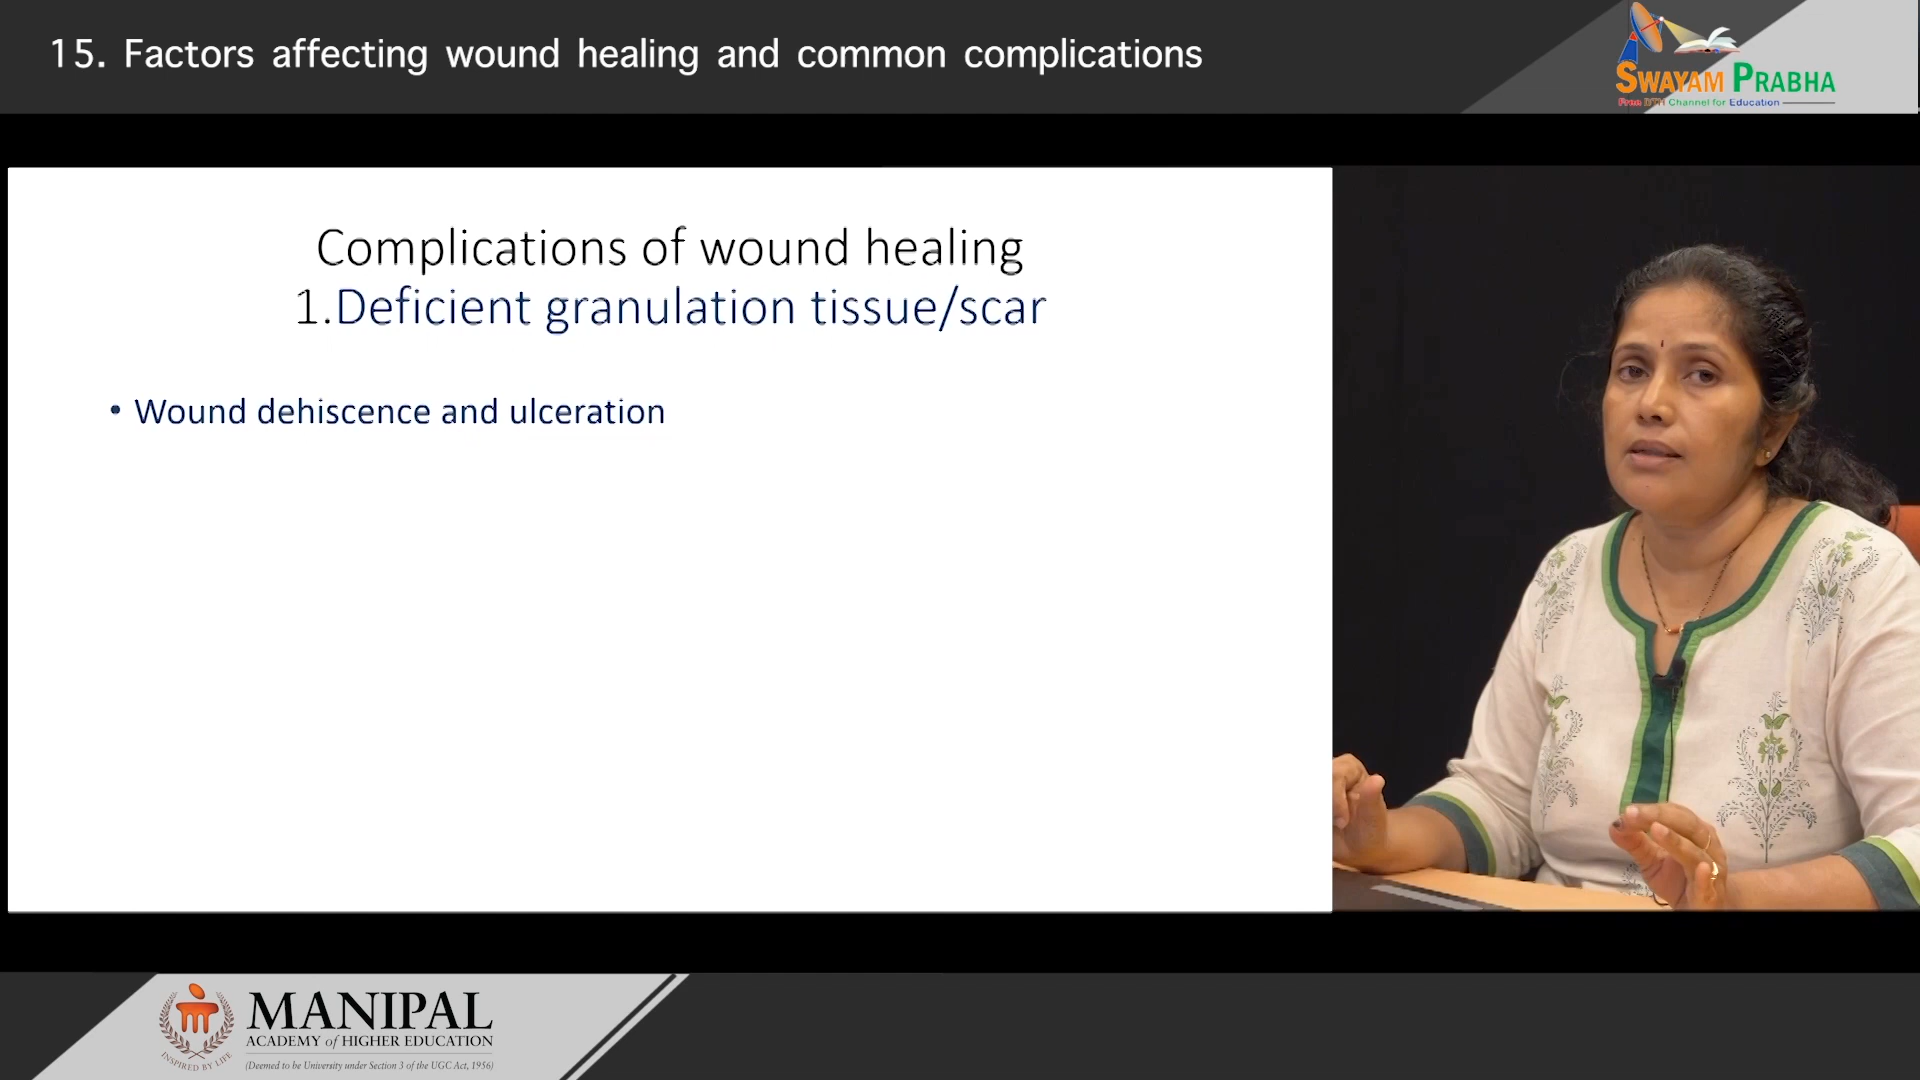 15. Factors affecting wound healing and common complications
SWAYAM PRABHA
Free DTH Channel for Education
Complications of wound healing
1.Deficient granulation tissue/scar
• Wound dehiscence and ulceration
MANIPAL
ACADEMY of HIGHER EDUCATION
(Deemed to be University under Section 3 of the UGC Act, 1956)
INSPIRED BY LIFE